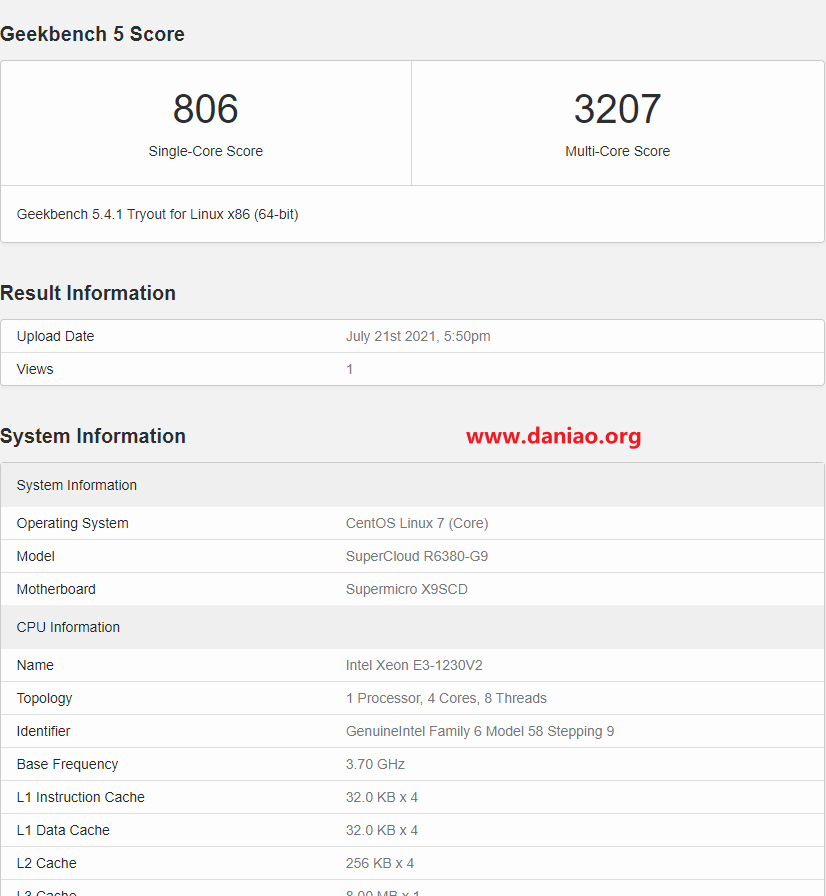 Geekbench 5 Score
806 3207
Single-Core Score Multi-Core Score
Geekbench 5.4.1 Tryout for Linux x86 (64-bit)
Result Information
Upload Date July 21st 2021, 5:50pm
Views 1
System Information www.daniao.org
System Information
Operating System CentOS Linux 7 (Core)
Model SuperCloud R6380-G9
Motherboard Supermicro X9SCD
CPU Information
Name Intel Xeon E3-1230V2
Topology 1 Processor, 4 Cores, 8 Threads
Identifier GenuineIntel Family 6 Model 58 Stepping 9
Base Frequency 3.70 GHz
L1 Instruction Cache 32.0 KB x 4
L1 Data Cache 32.0 KB x 4
L2 Cache 256 KB x 4
L3 Cache 8.00 MB x 1